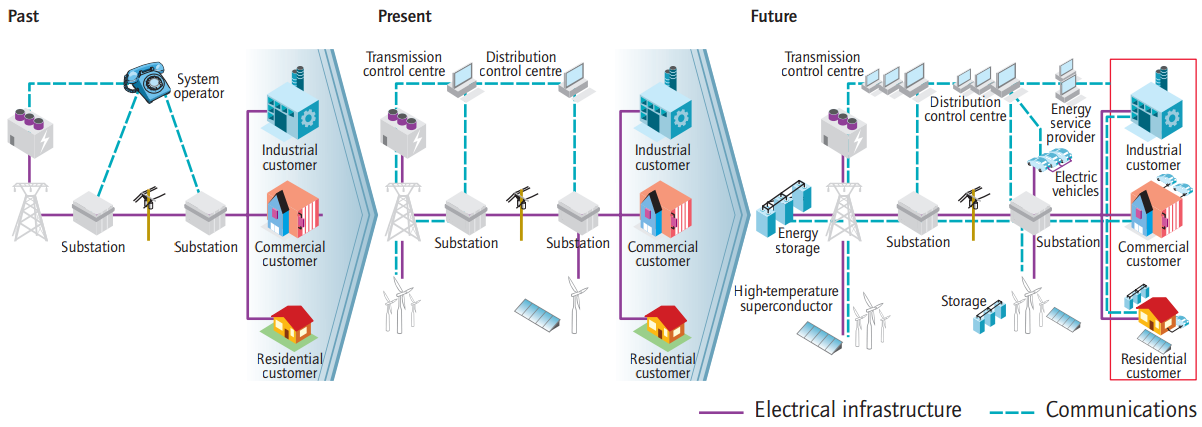 Past
System
operator
Substation
Substation
Industrial
customer
Commercial
customer
Residential
customer
Present
Transmission
control centre
Distribution
control centre
Substation
Substation
Industrial
customer
Commercial
customer
Residential
customer
Future
Transmission
control centre
Distribution
control centre
Energy
service
provider
Electric
vehicles
Energy
storage
Substation
Substation
High-temperature
superconductor
Storage
Industrial
customer
Commercial
customer
Residential
customer
Electrical infrastructure
Communications